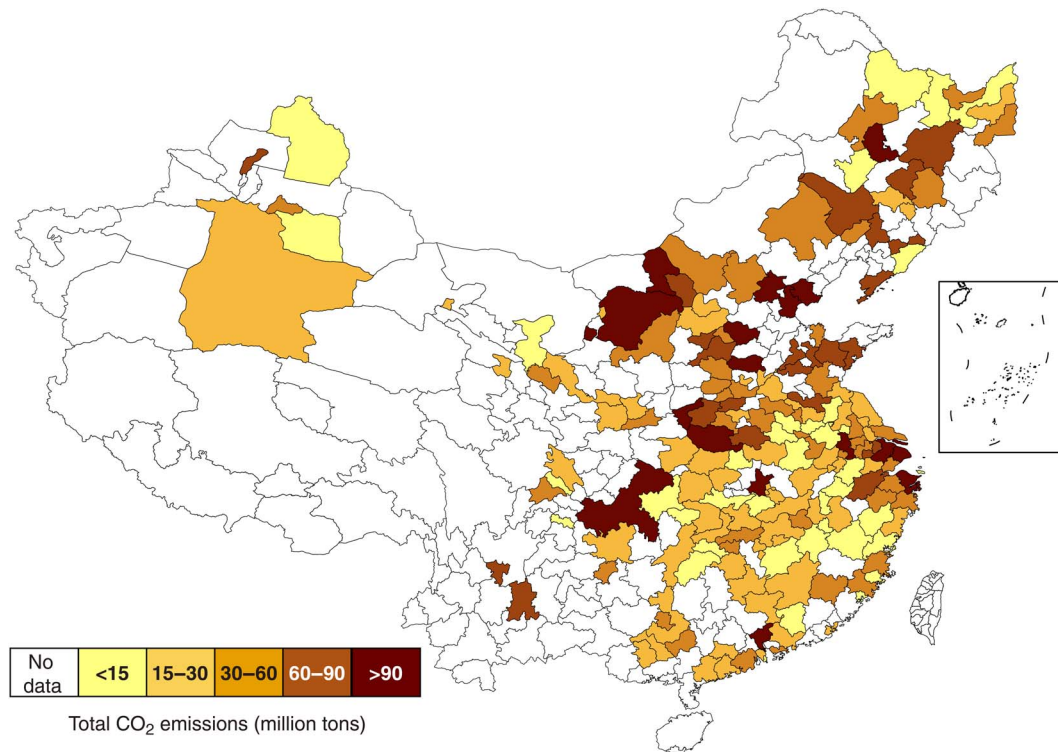 No data <15 15–30 30–60 60–90 >90
Total CO₂ emissions (million tons)